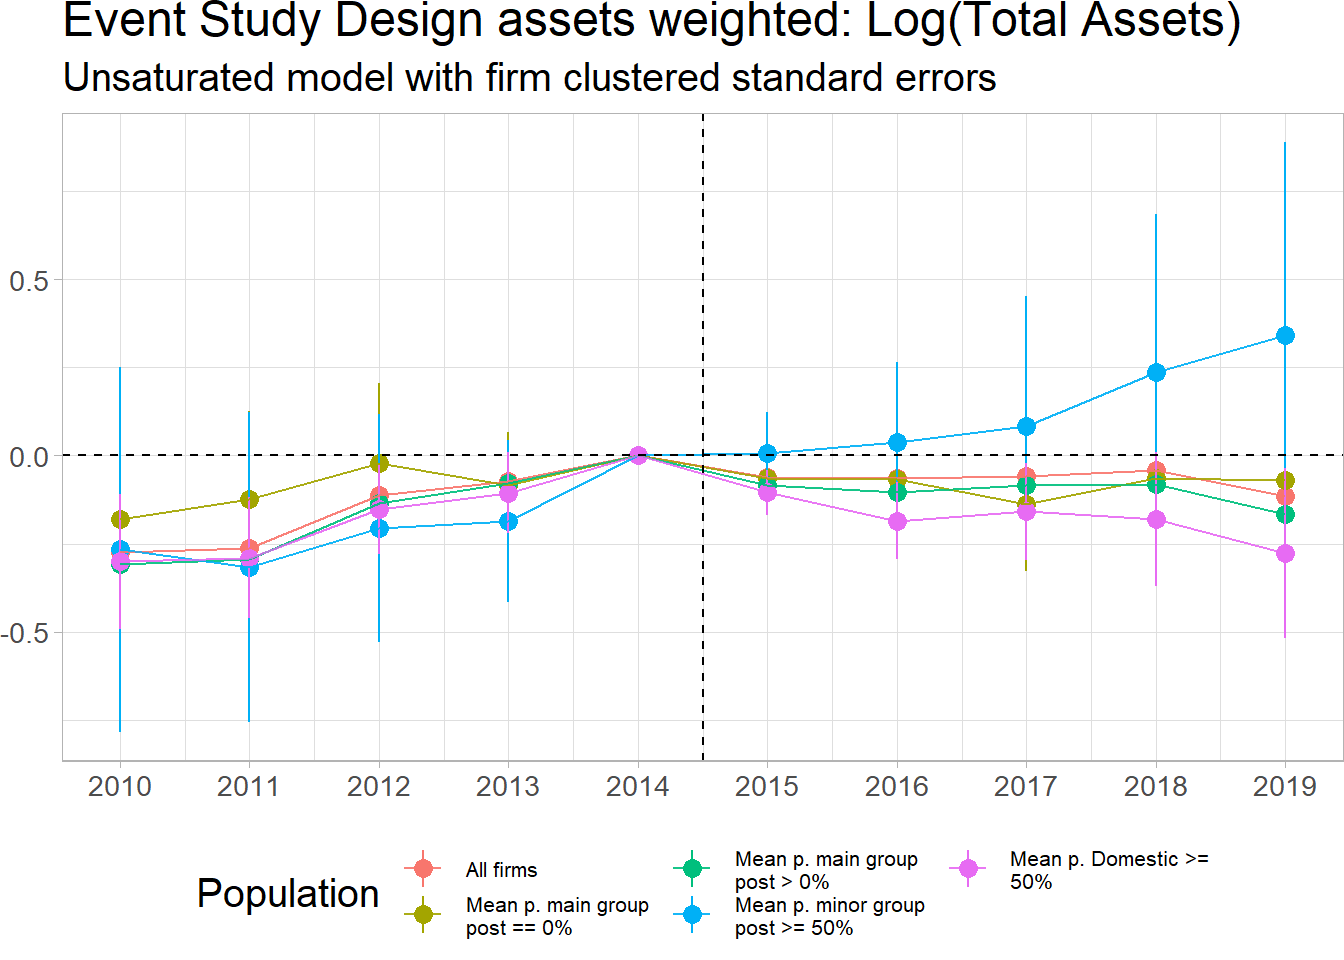 Event Study Design assets weighted: Log(Total Assets)
Unsaturated model with firm clustered standard errors
0.5
0.0
-0.5
2010 2011 2012 2013 2014 2015 2016 2017 2018 2019
Population
All firms
Mean p. main group
post == 0%
Mean p. main group
post > 0%
Mean p. minor group
post >= 50%
Mean p. Domestic >=
50%